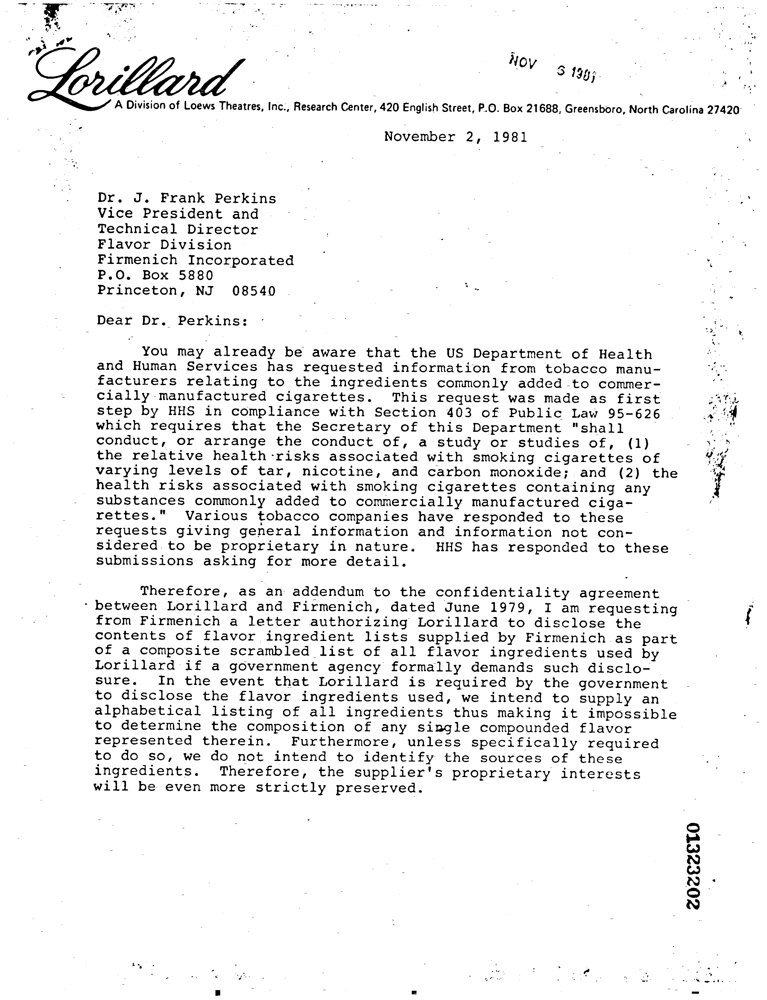 Lorillard
NOV 6 1981
A Division of Loews Theatres, Inc., Research Center, 420 English Street, P.O. Box 21688, Greensboro, North Carolina 27420
November 2, 1981
Dr. J. Frank Perkins
Vice President and
Technical Director
Flavor Division
Firmenich Incorporated
P.O. Box 5880
Princeton, NJ 08540
Dear Dr. Perkins:
You may already be aware that the US Department of Health
and Human Services has requested information from tobacco manu-
facturers relating to the ingredients commonly added to commer-
cially manufactured cigarettes. This request was made as first
step by HHS in compliance with Section 403 of Public Law 95-626
which requires that the Secretary of this Department "shall
conduct, or arrange the conduct of, a study or studies of, (1)
the relative health risks associated with smoking cigarettes of
varying levels of tar, nicotine, and carbon monoxide; and (2) the
health risks associated with smoking cigarettes containing any
substances commonly added to commercially manufactured ciga-
rettes." Various tobacco companies have responded to these
requests giving general information and information not con-
sidered to be proprietary in nature. HHS has responded to these
submissions asking for more detail.
Therefore, as an addendum to the confidentiality agreement
between Lorillard and Firmenich, dated June 1979, I am requesting
from Firmenich a letter authorizing Lorillard to disclose the
contents of flavor ingredient lists supplied by Firmenich as part
of a composite scrambled list of all flavor ingredients used by
Lorillard if a government agency formally demands such disclo-
sure. In the event that Lorillard is required by the government
to disclose the flavor ingredients used, we intend to supply an
alphabetical listing of all ingredients thus making it impossible
to determine the composition of any single compounded flavor
represented therein. Furthermore, unless specifically required
to do so, we do not intend to identify the sources of these
ingredients. Therefore, the supplier's proprietary interests
will be even more strictly preserved.
01323202